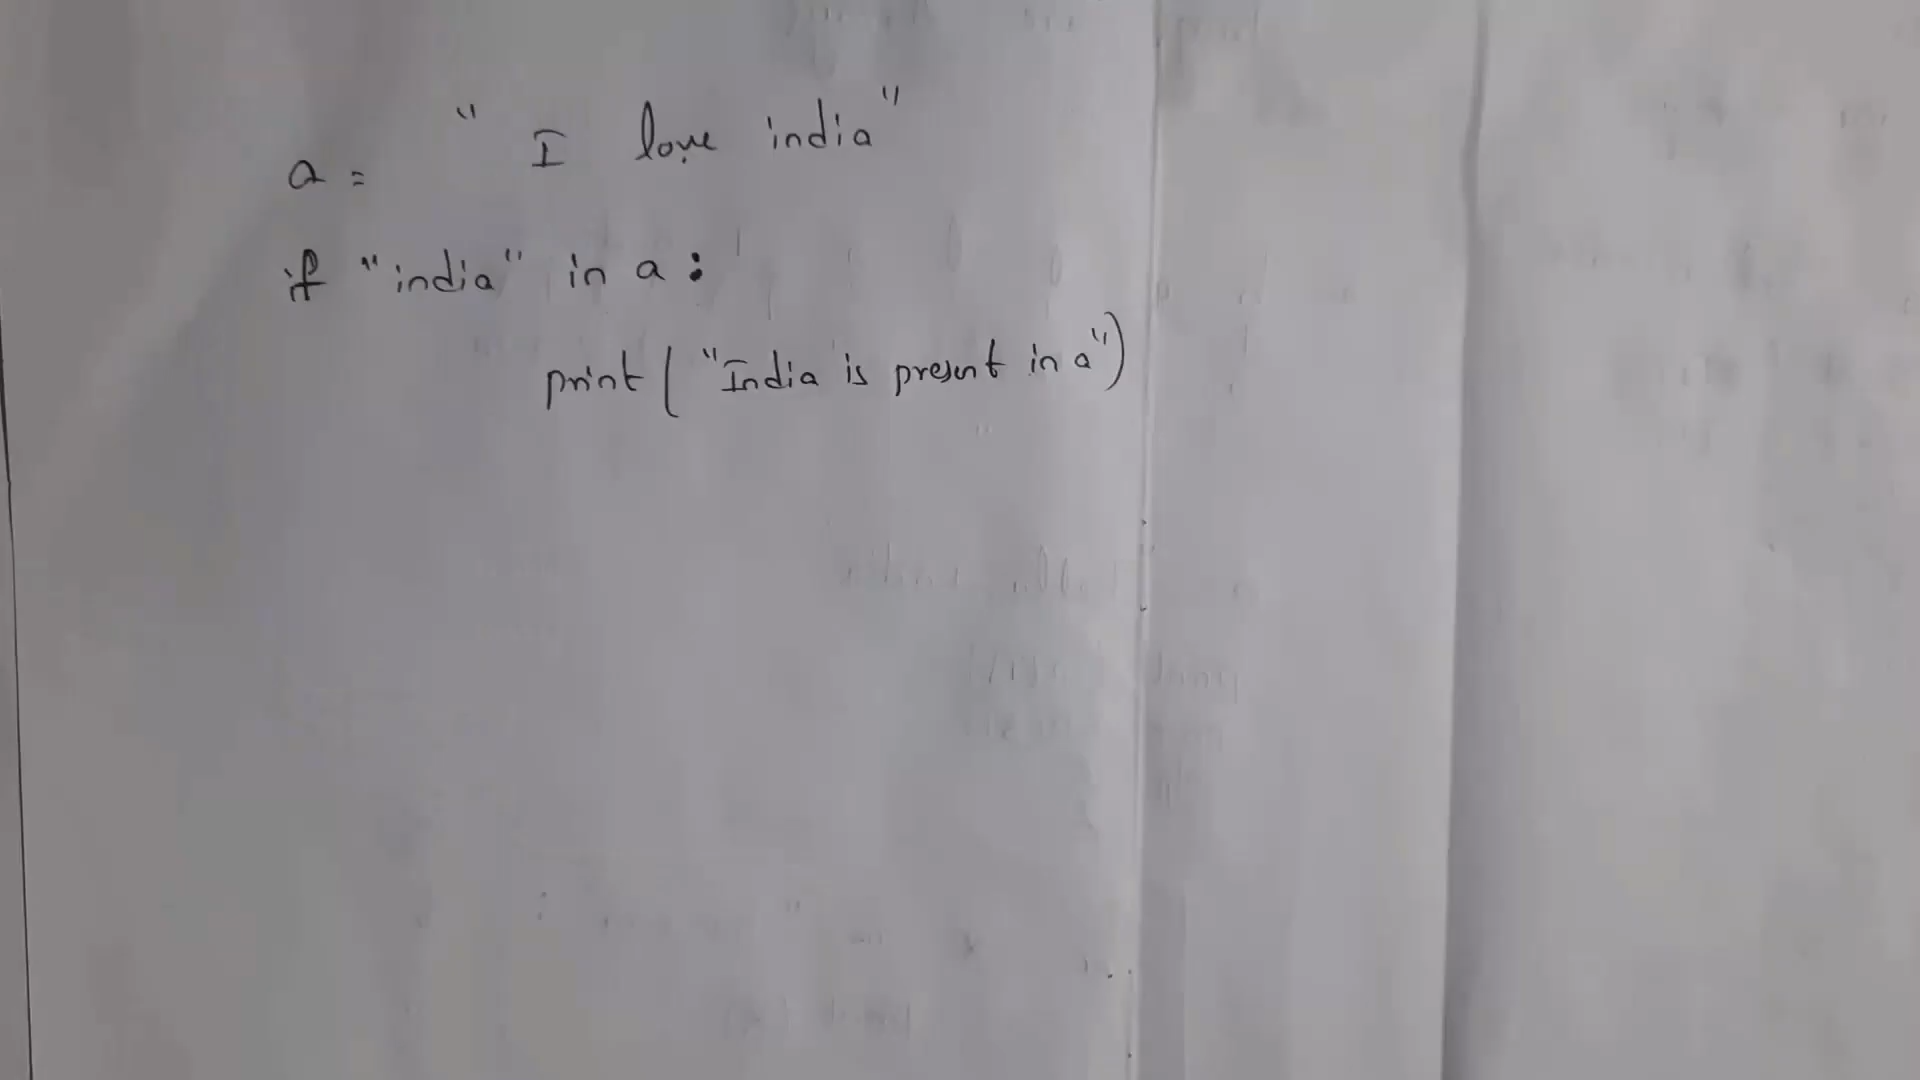 a = " I love india"
if "india" in a :
print ( "India is present in a")